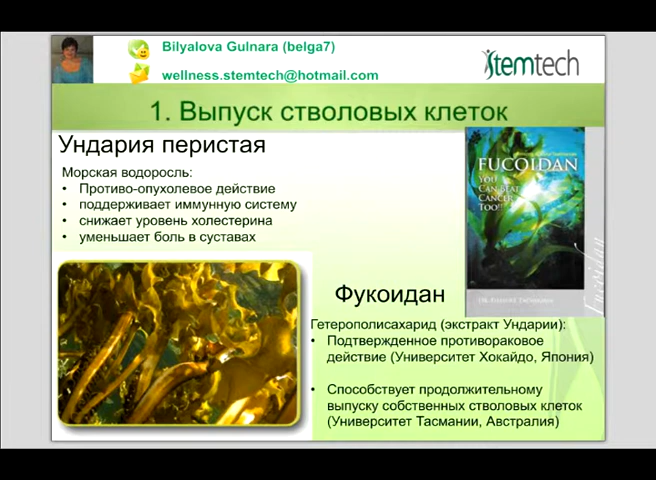 Bilyalova Gulnara (belga7)
wellness.stemtech@hotmail.com
stemtech
1. Выпуск стволовых клеток
Ундария перистая
Морская водоросль:
• Противо-опухолевое действие
• поддерживает иммунную систему
• снижает уровень холестерина
• уменьшает боль в суставах
FUCOIDAN
YOU
CAN BEAT
CANCER
TOO!!
Fucoidan
Фукоидан
Гетерополисахарид (экстракт Ундарии):
• Подтвержденное противораковое
действие (Университет Хокайдо, Япония)
• Способствует продолжительному
выпуску собственных стволовых клеток
(Университет Тасмании, Австралия)